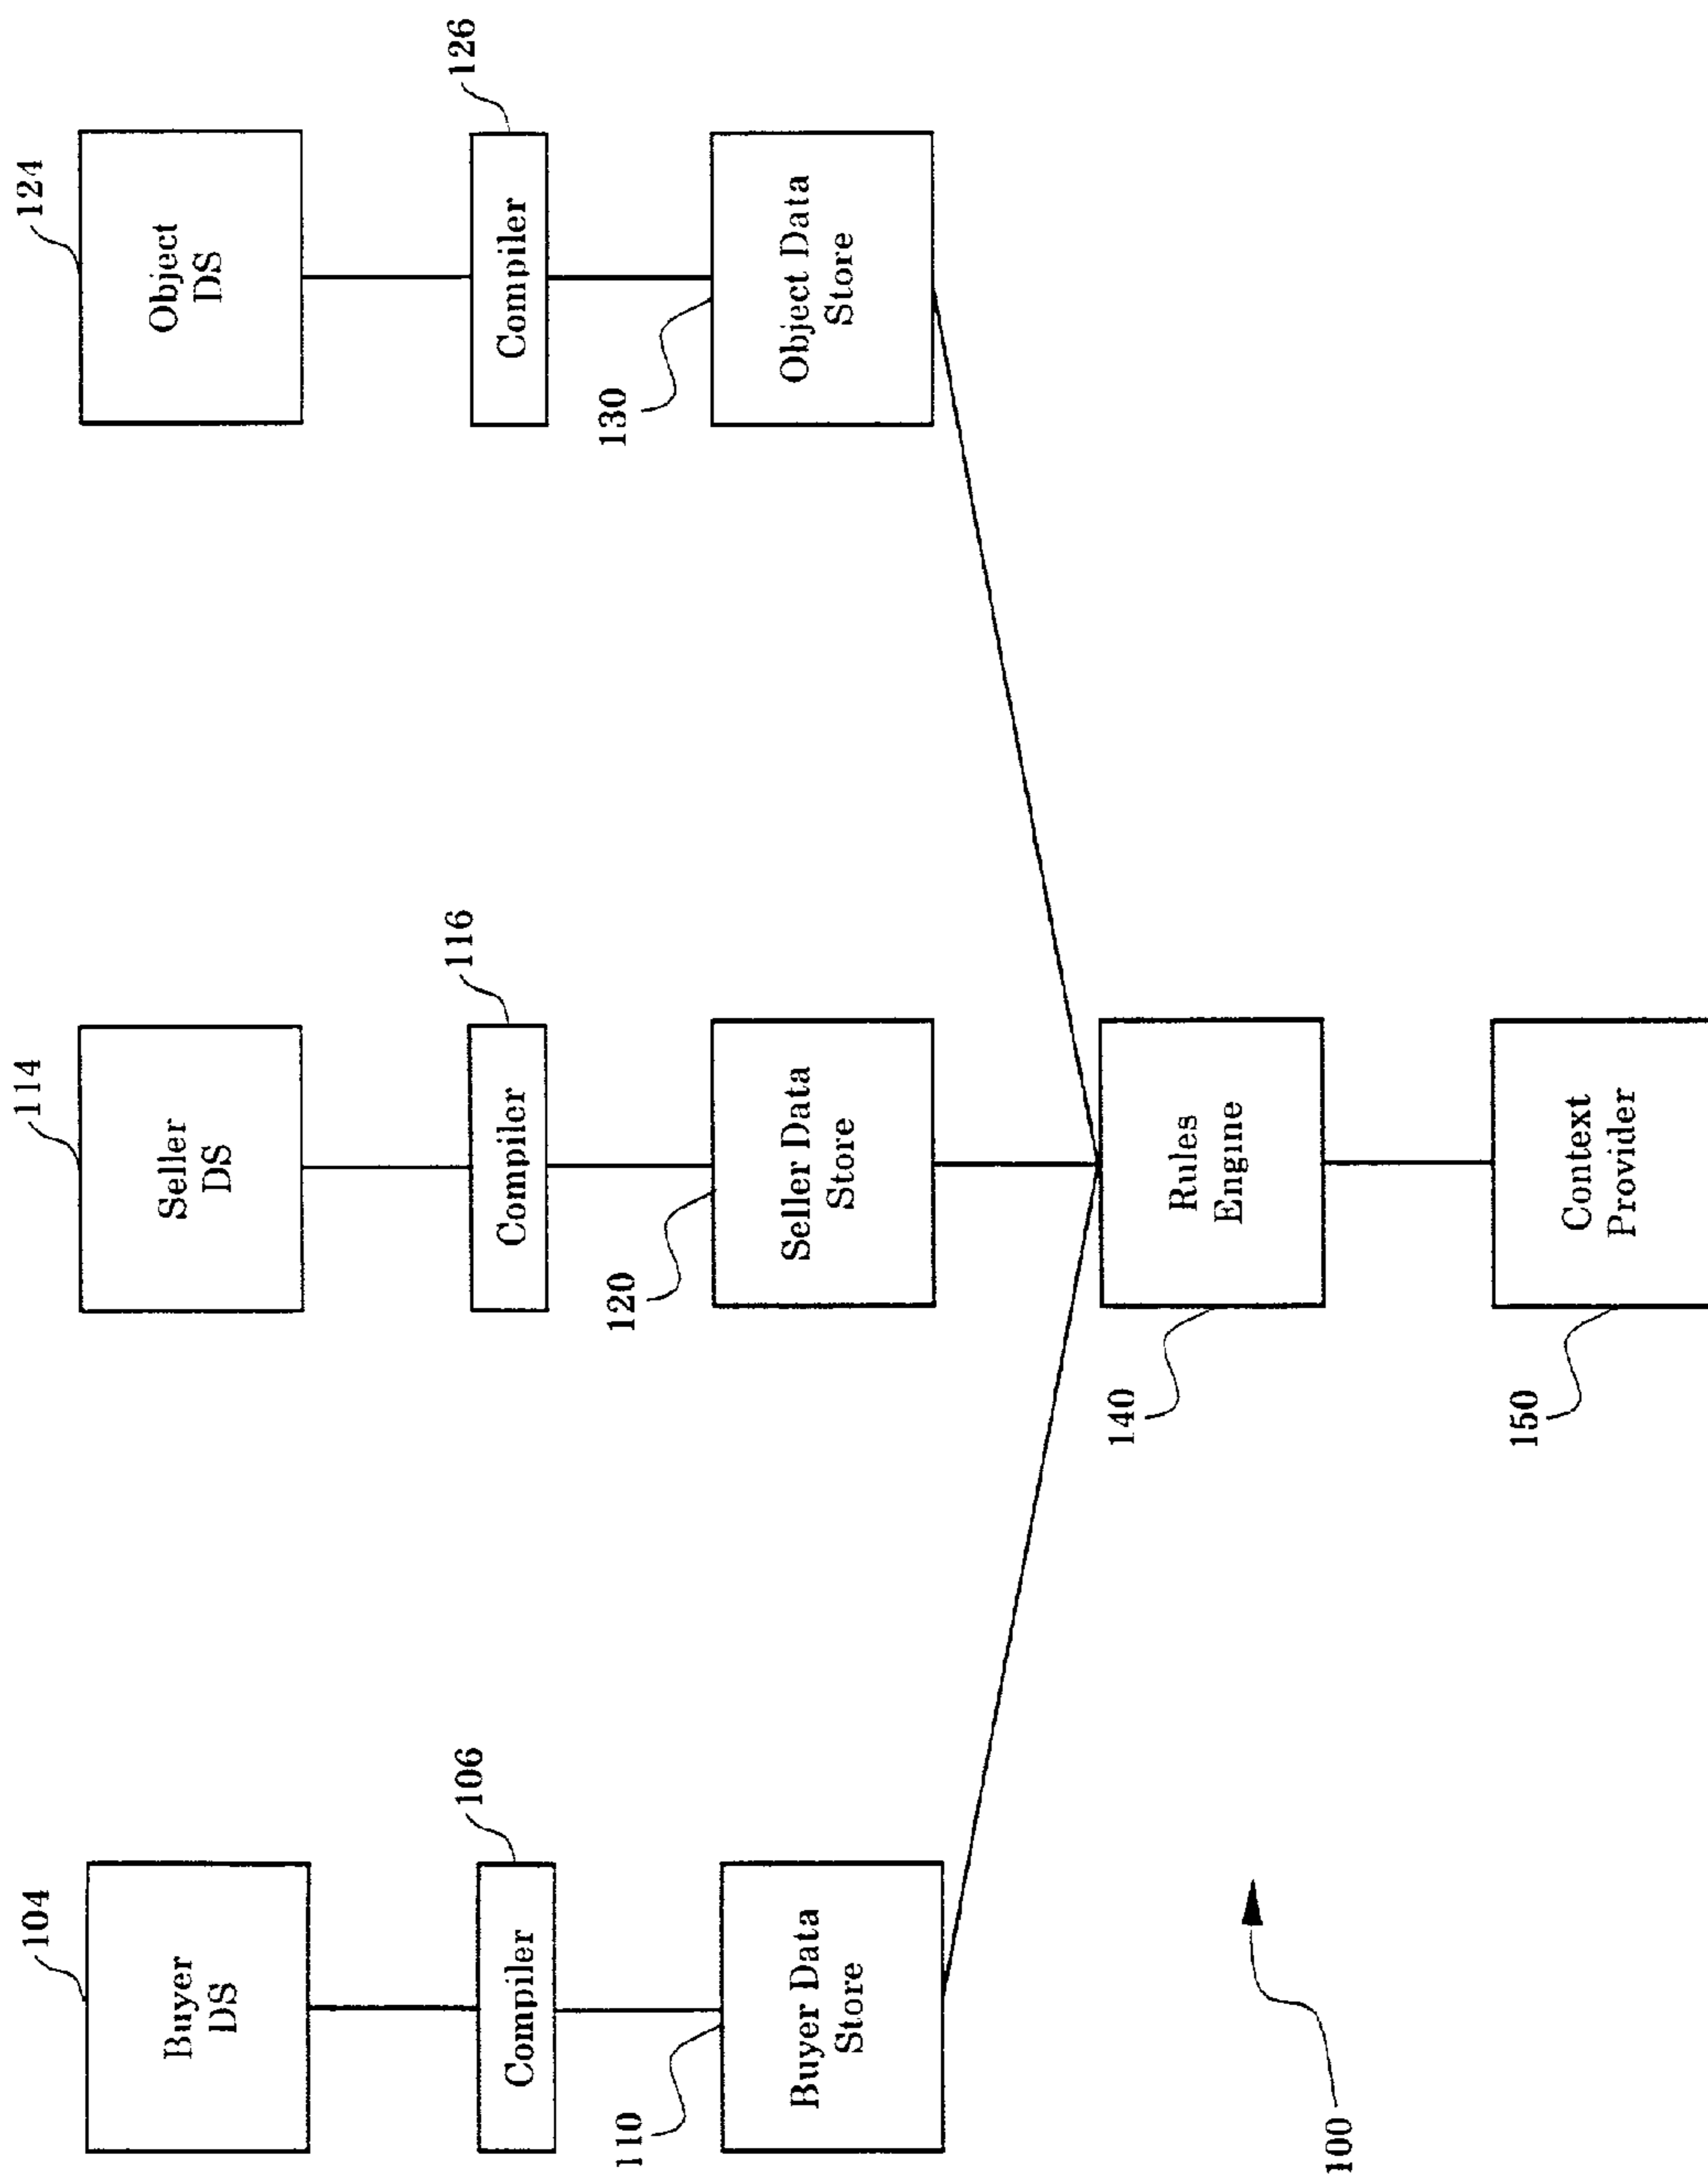 104
Buyer
DS
106
Compiler
110
Buyer Data
Store
114
Seller
DS
116
Compiler
120
Seller Data
Store
124
Object
DS
126
Compiler
130
Object Data
Store
140
Rules
Engine
150
Context
Provider
100